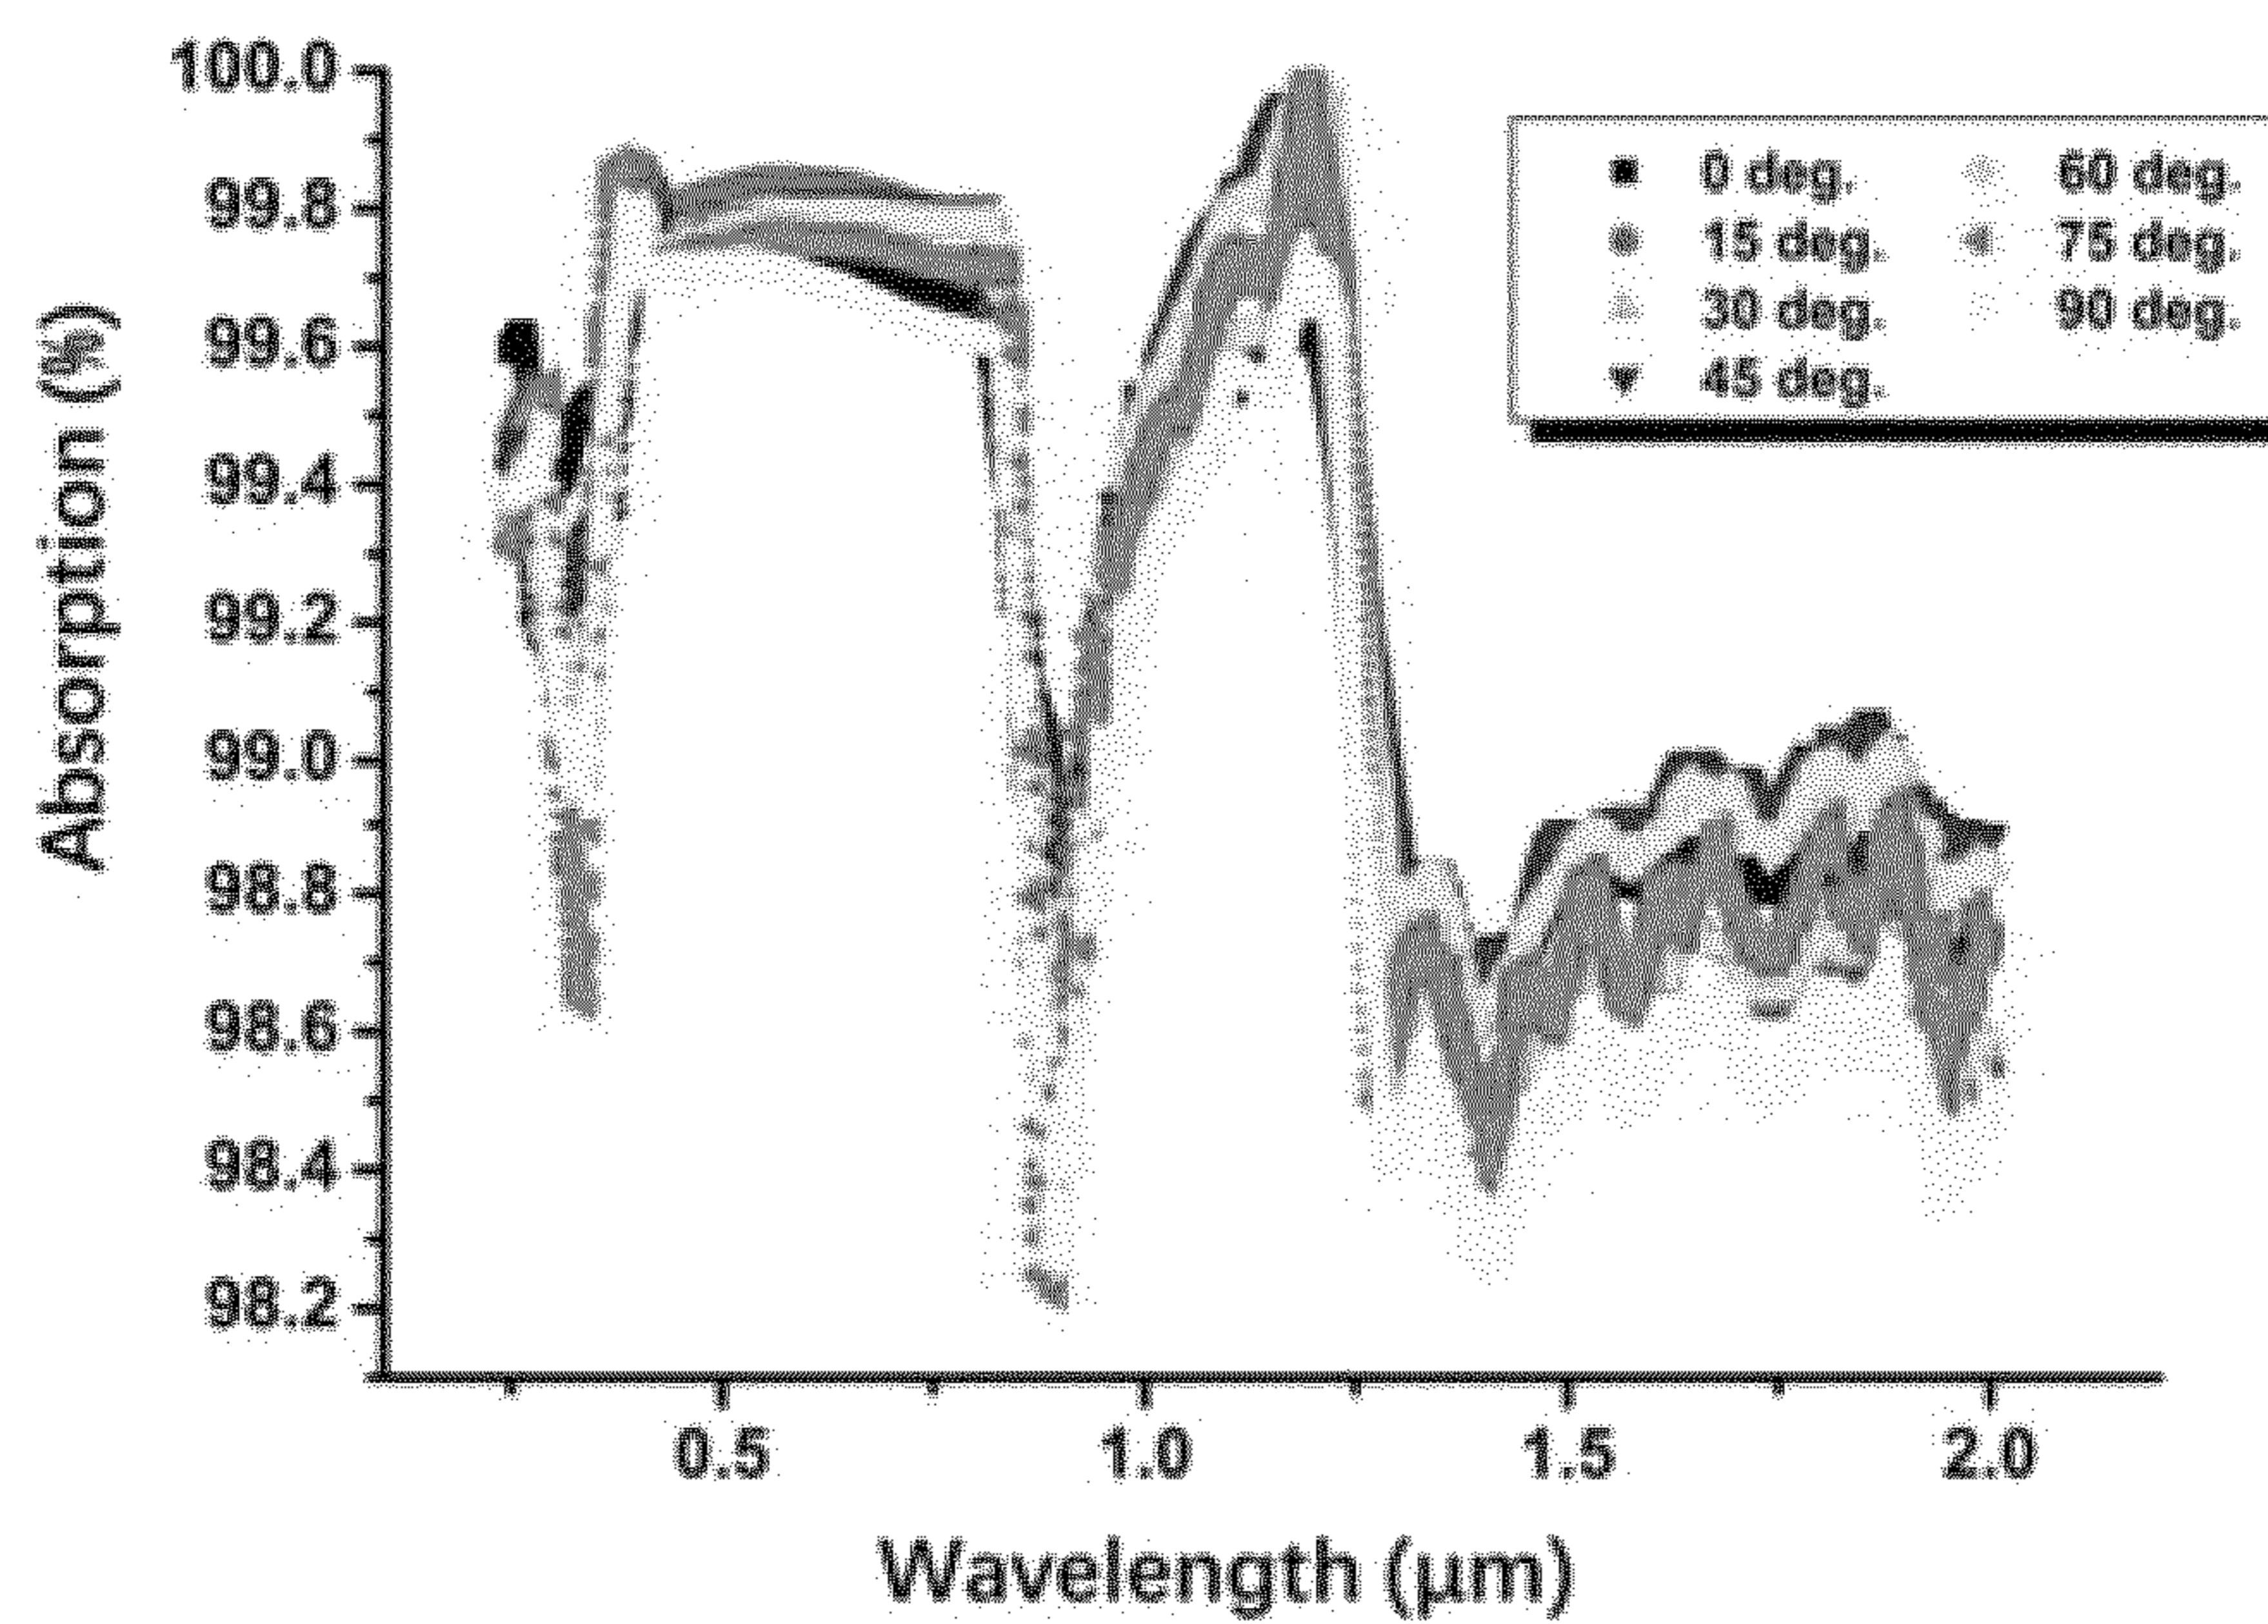 Absorption (%)
100.0
99.8
99.6
99.4
99.2
99.0
98.8
98.6
98.4
98.2
0 deg. 60 deg.
15 deg. 75 deg.
30 deg. 90 deg.
45 deg.
0.5 1.0 1.5 2.0
Wavelength (μm)